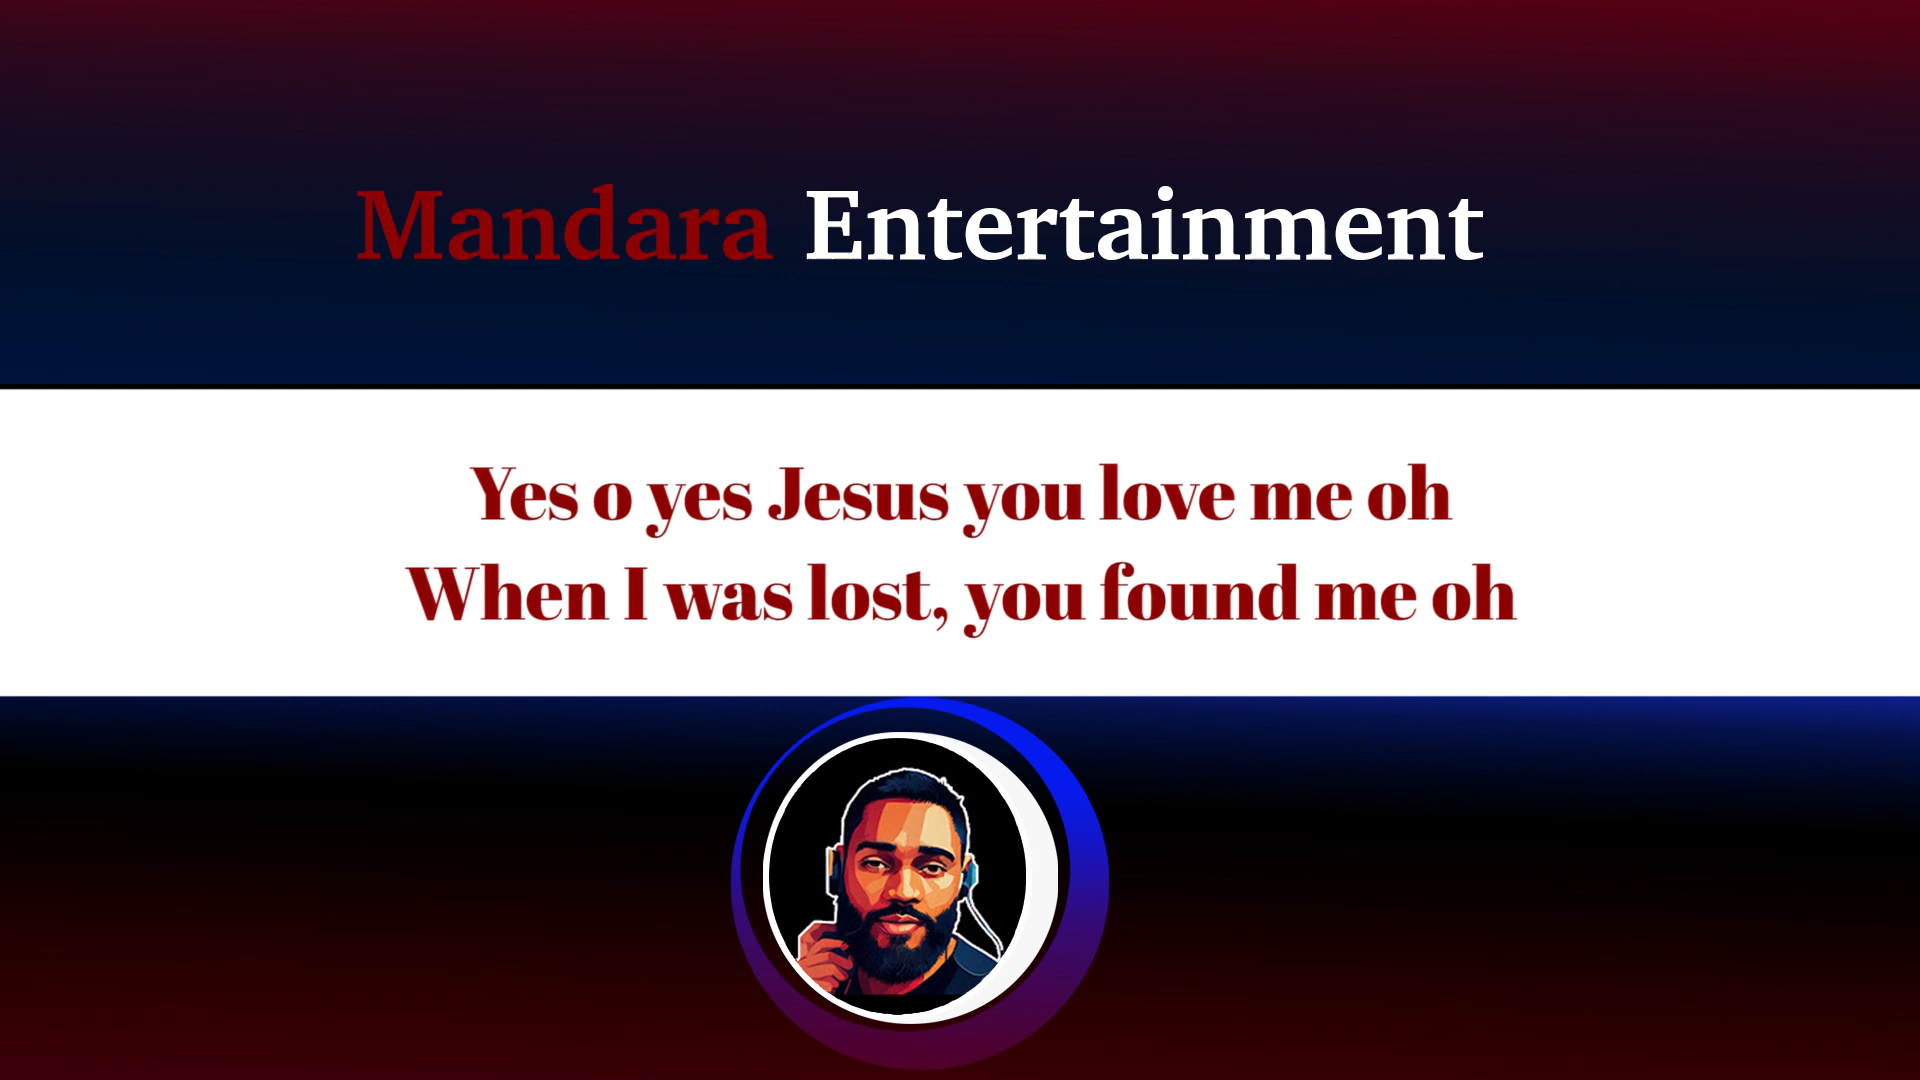 Mandara Entertainment
Yes o yes Jesus you love me oh
When I was lost, you found me oh